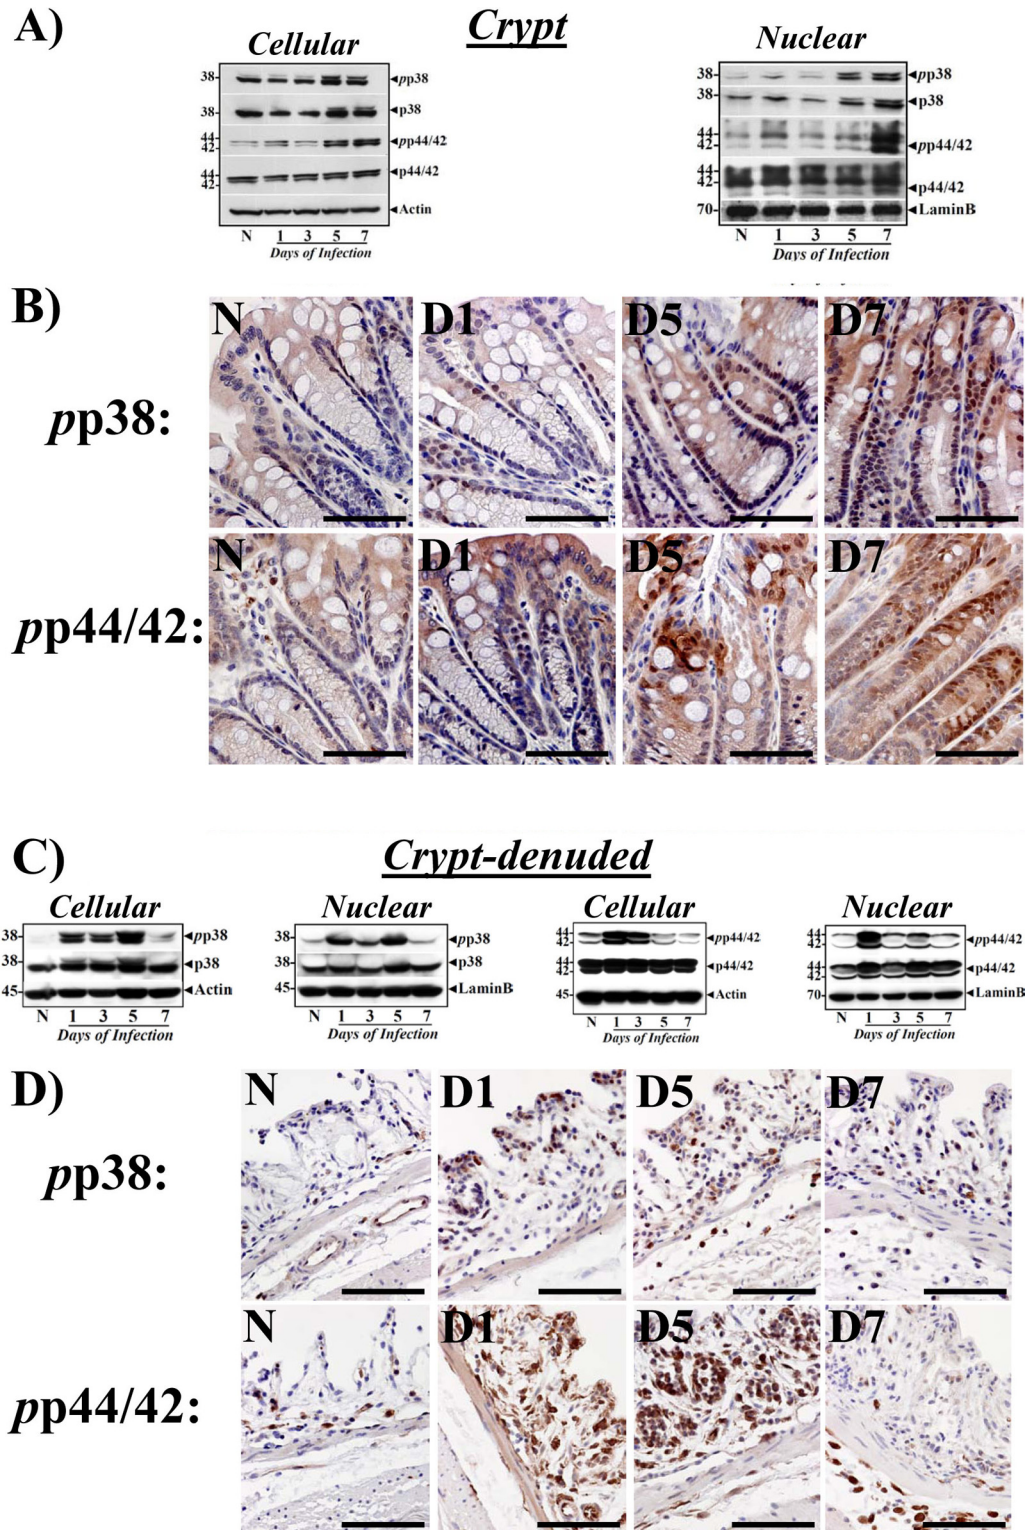 A)
Crypt
Cellular
38
pp38
38
p38
44
42
pp44/42
44
42
p44/42
Actin
N 1 3 5 7
Days of Infection
Nuclear
38
pp38
38
p38
44
42
pp44/42
44
42
p44/42
70
LaminB
N 1 3 5 7
Days of Infection
B)
N D1 D5 D7
pp38:
N D1 D5 D7
pp44/42:
C)
Crypt-denuded
Cellular
38
pp38
38
p38
45
Actin
N 1 3 5 7
Days of Infection
Nuclear
38
pp38
38
p38
45
LaminB
N 1 3 5 7
Days of Infection
Cellular
44
42
pp44/42
44
42
p44/42
45
Actin
N 1 3 5 7
Days of Infection
Nuclear
44
42
pp44/42
44
42
p44/42
70
LaminB
N 1 3 5 7
Days of Infection
D)
N D1 D5 D7
pp38:
N D1 D5 D7
pp44/42: